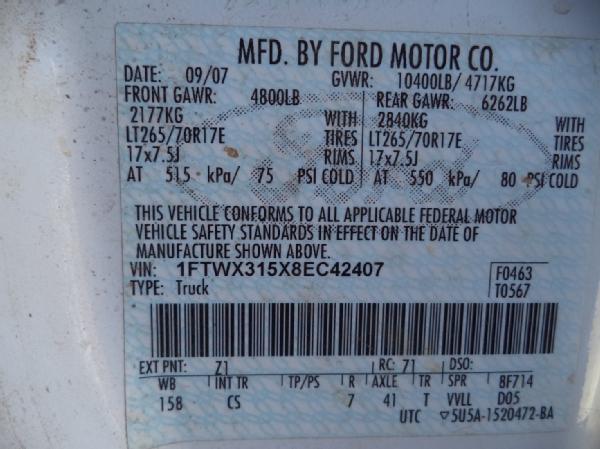 MFD. BY FORD MOTOR CO.
DATE: 09/07 GVWR: 10400LB/ 4717KG
FRONT GAWR: 4800LB REAR GAWR: 6262LB
2177KG WITH 2840KG WITH
LT265/70R17E TIRES LT265/70R17E TIRES
17x7.5J RIMS 17x7.5J RIMS
AT 515 kPa/ 75 PSI COLD AT 550 kPa/ 80 PSI COLD
THIS VEHICLE CONFORMS TO ALL APPLICABLE FEDERAL MOTOR
VEHICLE SAFETY STANDARDS IN EFFECT ON THE DATE OF
MANUFACTURE SHOWN ABOVE.
VIN: 1FTWX315X8EC42407 F0463
TYPE: Truck T0567
EXT PNT: Z1 RC: 71 DSO:
WB INT TR TP/PS R AXLE TR SPR 8F714
158 CS 7 41 T VVLL D05
UTC ▽5U5A-1520472-BA